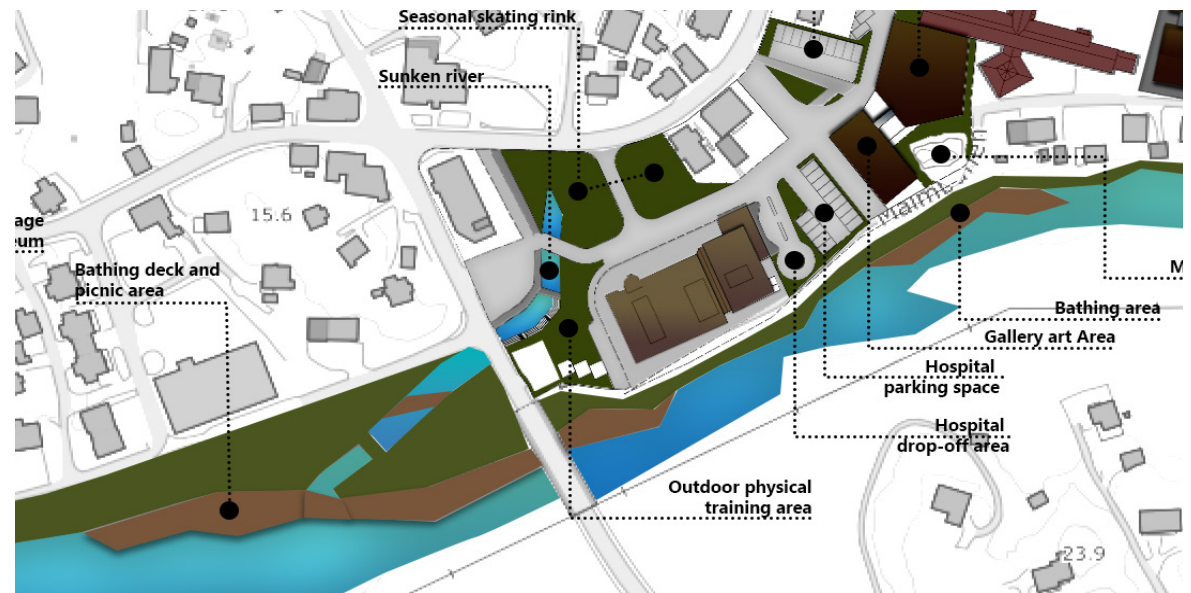 Seasonal skating rink
Sunken river
15.6
age
eum
Bathing deck and
picnic area
M
Bathing area
Gallery art Area
Hospital
parking space
Hospital
drop-off area
Outdoor physical
training area
23.9